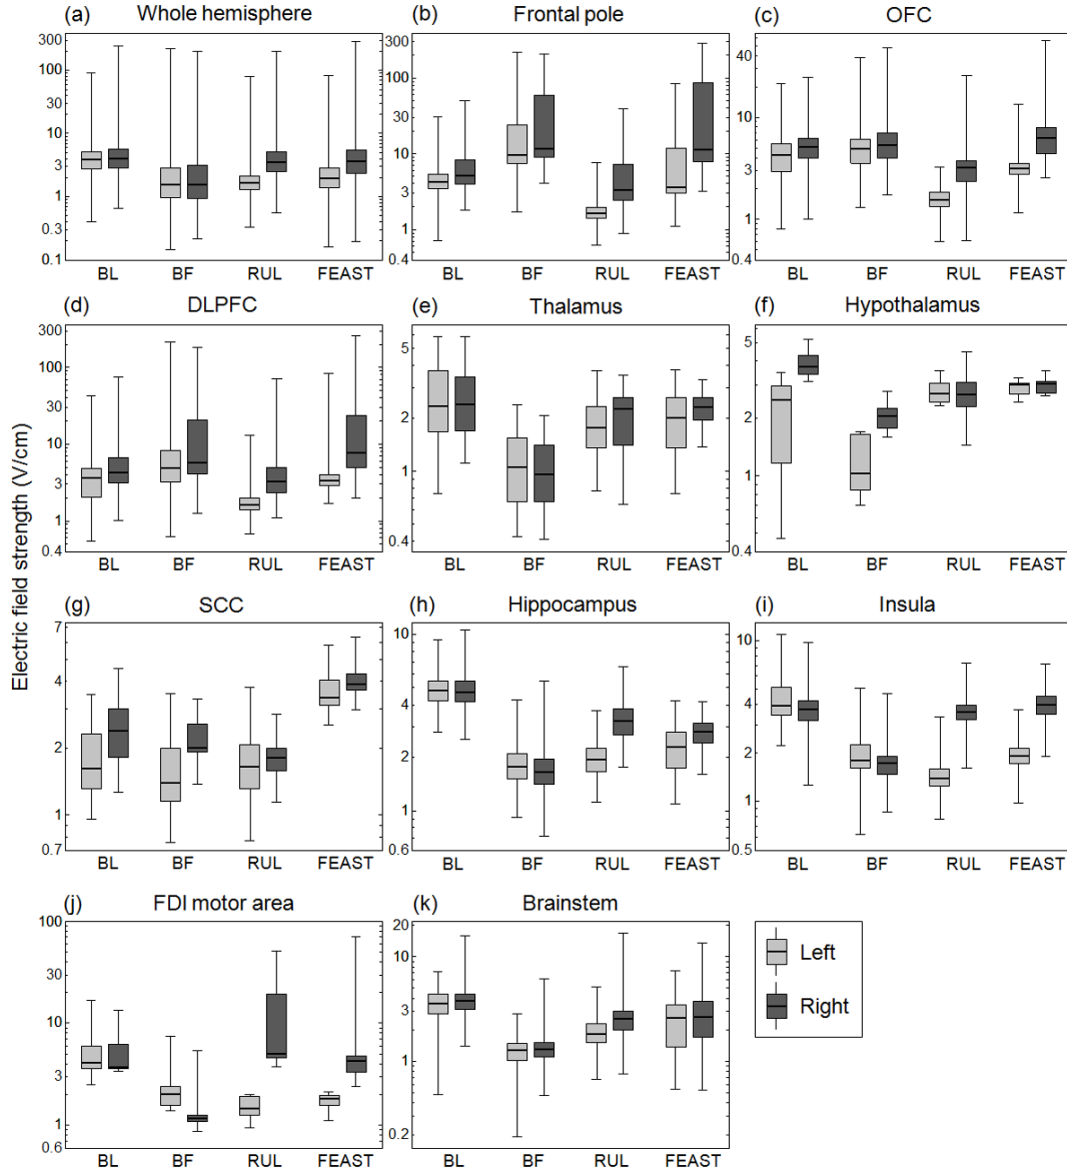 (a) Whole hemisphere
(b) Frontal pole
(c) OFC
300
100
30
10
3
1
0.3
0.1
BL BF RUL FEAST
300
100
30
10
3
1
0.4
BL BF RUL FEAST
40
10
3
1
0.4
BL BF RUL FEAST
(d) DLPFC
(e) Thalamus
(f) Hypothalamus
300
100
30
10
3
1
0.4
BL BF RUL FEAST
5
2
1
0.4
BL BF RUL FEAST
5
2
1
0.4
BL BF RUL FEAST
Electric field strength (V/cm)
(g) SCC
(h) Hippocampus
(i) Insula
7
4
2
1
0.7
BL BF RUL FEAST
10
4
2
1
0.6
BL BF RUL FEAST
10
4
2
1
0.5
BL BF RUL FEAST
(j) FDI motor area
(k) Brainstem
100
30
10
3
1
0.6
BL BF RUL FEAST
20
10
3
1
0.2
BL BF RUL FEAST
Left
Right